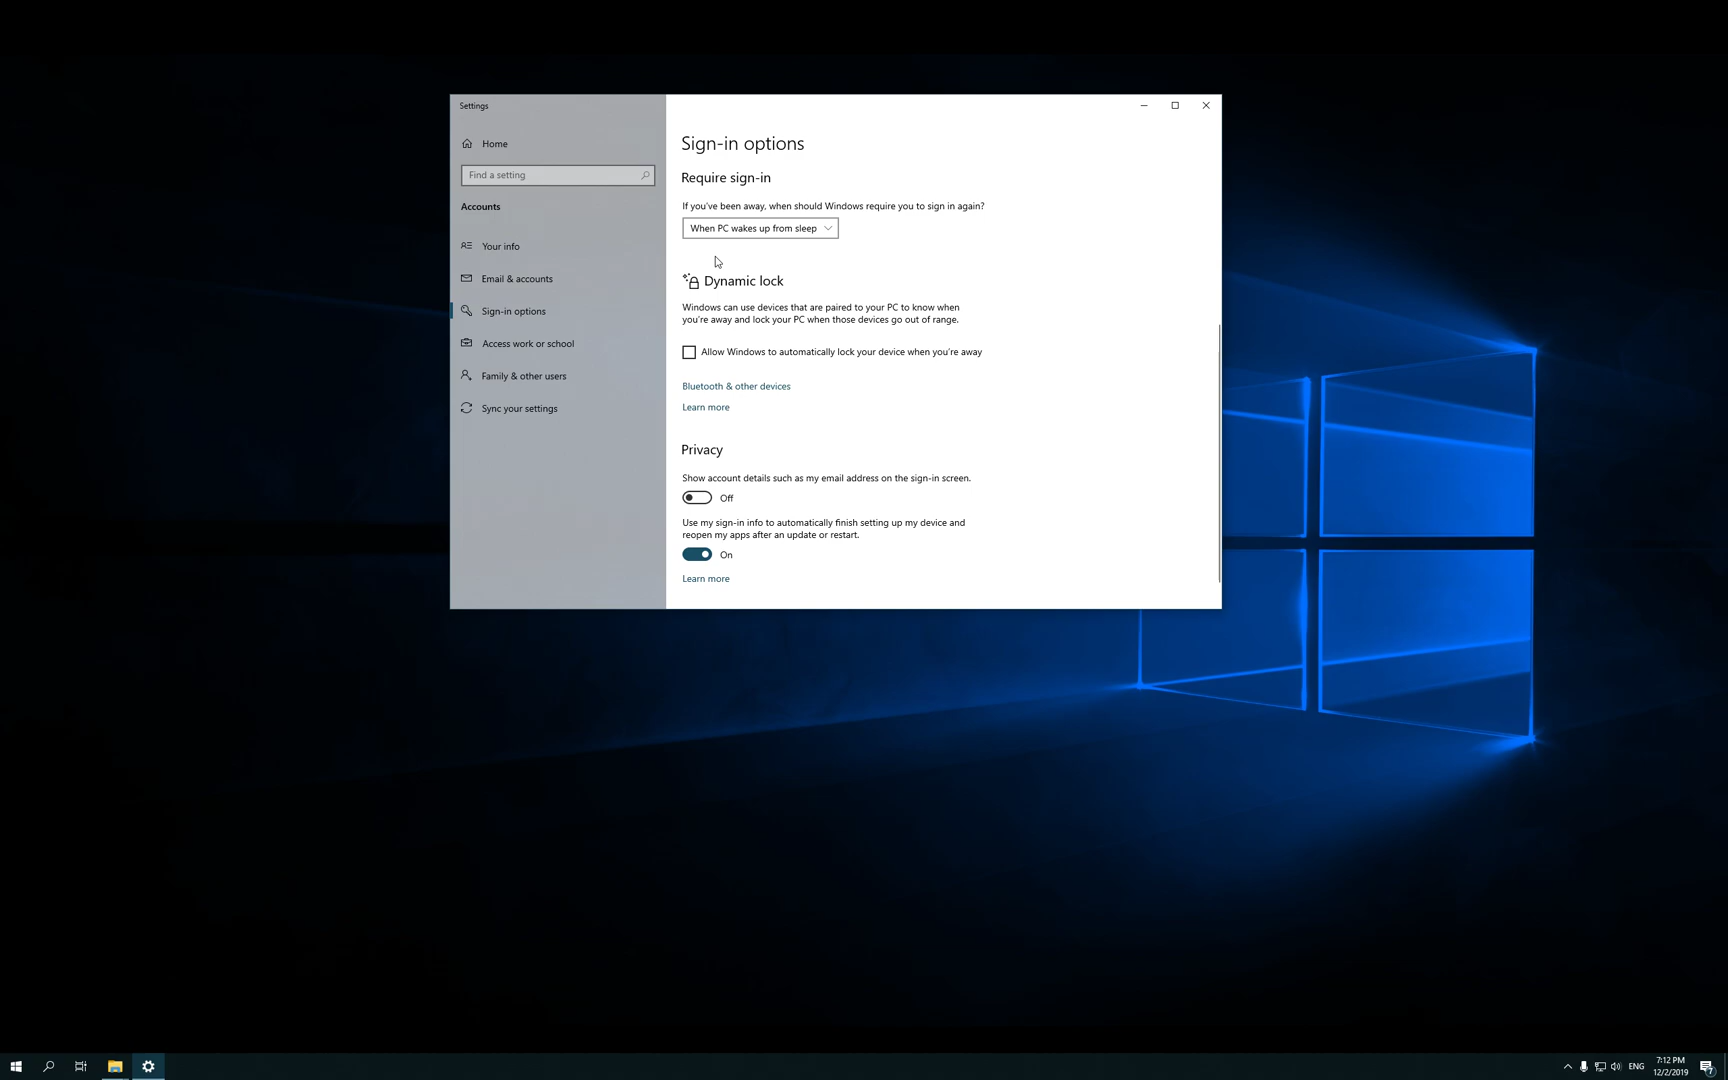 Settings
Home
Find a setting
Accounts
Your info
Email & accounts
Sign-in options
Access work or school
Family & other users
Sync your settings
Sign-in options
Require sign-in
If you've been away, when should Windows require you to sign in again?
When PC wakes up from sleep
Dynamic lock
Windows can use devices that are paired to your PC to know when
you're away and lock your PC when those devices go out of range.
Allow Windows to automatically lock your device when you're away
Bluetooth & other devices
Learn more
Privacy
Show account details such as my email address on the sign-in screen.
Off
Use my sign-in info to automatically finish setting up my device and
reopen my apps after an update or restart.
On
Learn more
ENG
7:12 PM
12/2/2019
7